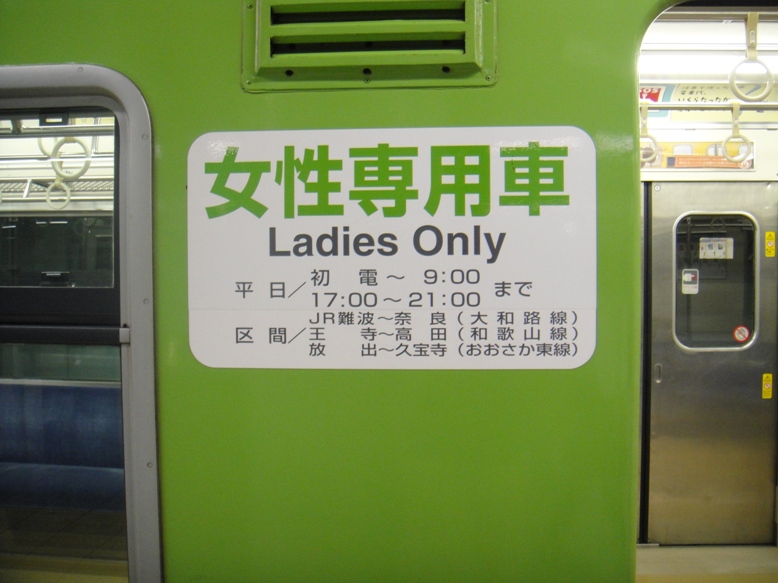 女性専用車
Ladies Only
平日/初電～9:00
17:00～21:00まで
区間/JR難波～奈良(大和路線)
王寺～高田(和歌山線)
放出～久宝寺(おおさか東線)